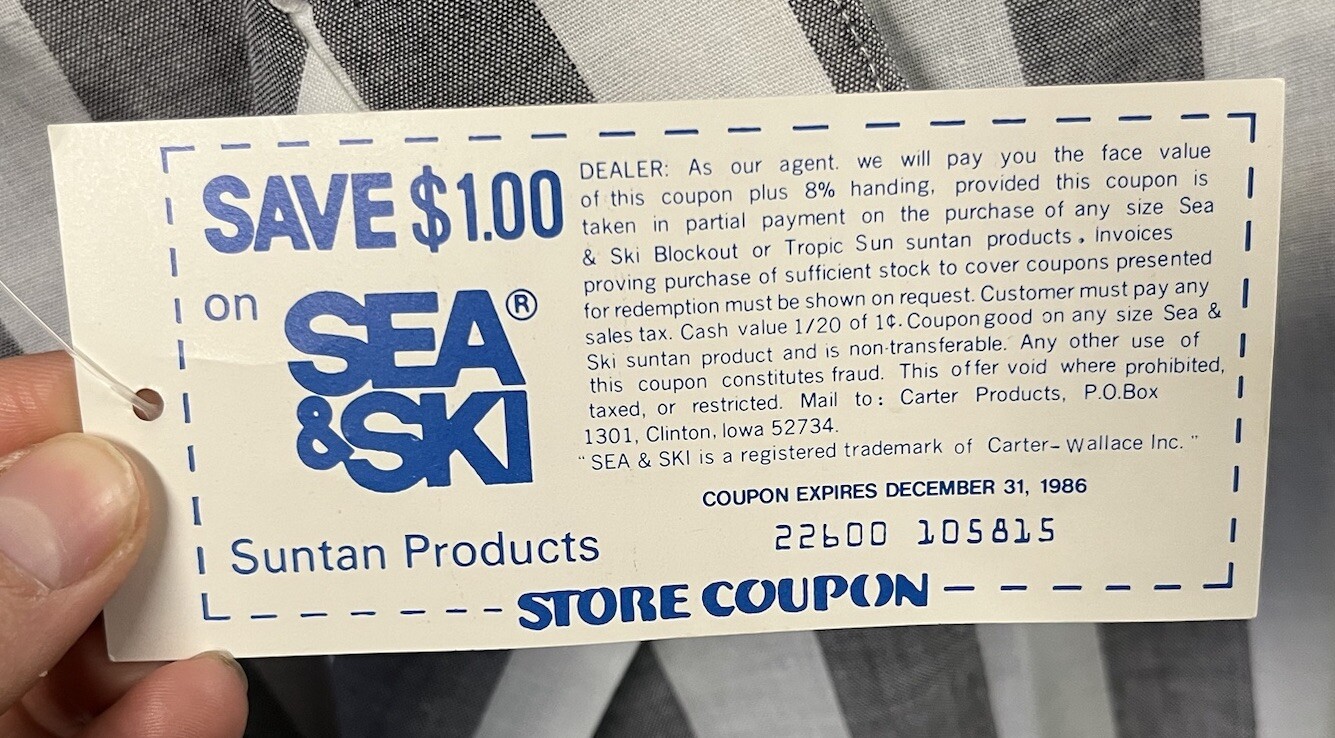 SAVE $1.00
on
SEA®
&SKI
Suntan Products
DEALER: As our agent. we will pay you the face value
of this coupon plus 8% handing, provided this coupon is
taken in partial payment on the purchase of any size Sea
& Ski Blockout or Tropic Sun suntan products. Invoices
proving purchase of sufficient stock to cover coupons presented
for redemption must be shown on request. Customer must pay any
sales tax. Cash value 1/20 of 1¢. Coupon good on any size Sea &
Ski suntan product and is non-transferable. Any other use of
this coupon constitutes fraud. This offer void where prohibited,
taxed, or restricted. Mail to: Carter Products, P.O.Box
1301, Clinton, Iowa 52734.
"SEA & SKI is a registered trademark of Carter-Wallace Inc."
COUPON EXPIRES DECEMBER 31, 1986
22600 105815
STORE COUPON